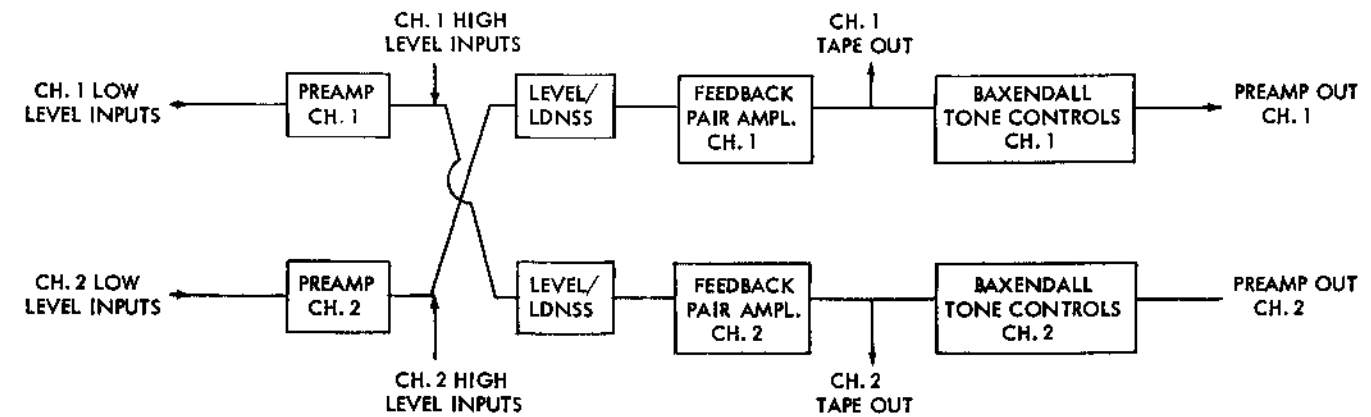 CH. 1 HIGH
LEVEL INPUTS
CH. 1
TAPE OUT
CH. 1 LOW
LEVEL INPUTS
PREAMP
CH. 1
LEVEL/
LDNSS
FEEDBACK
PAIR AMPL.
CH. 1
BAXENDALL
TONE CONTROLS
CH. 1
PREAMP OUT
CH. 1
CH. 2 LOW
LEVEL INPUTS
PREAMP
CH. 2
LEVEL/
LDNSS
FEEDBACK
PAIR AMPL.
CH. 2
BAXENDALL
TONE CONTROLS
CH. 2
PREAMP OUT
CH. 2
CH. 2 HIGH
LEVEL INPUTS
CH. 2
TAPE OUT